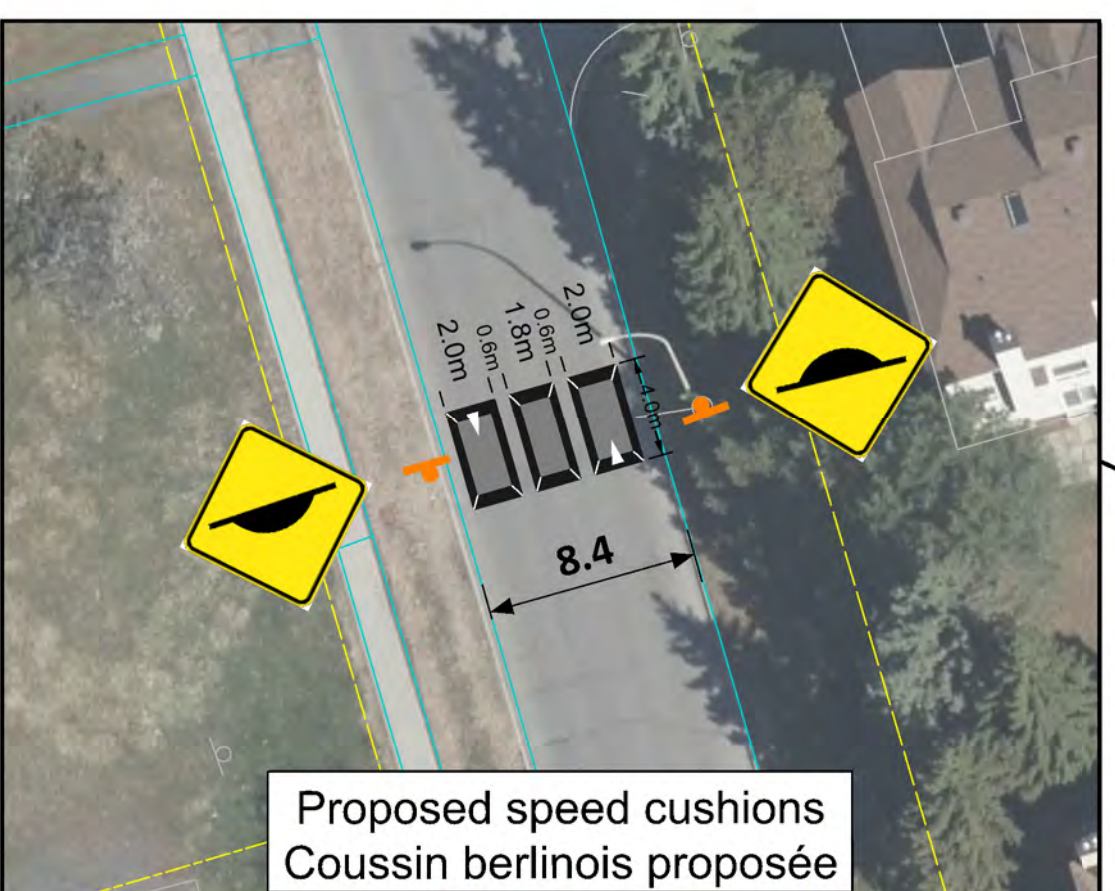 2.0m
0.6m
1.8m
0.6m
2.0m
4.0m
8.4
Proposed speed cushions
Coussin berlinois proposée